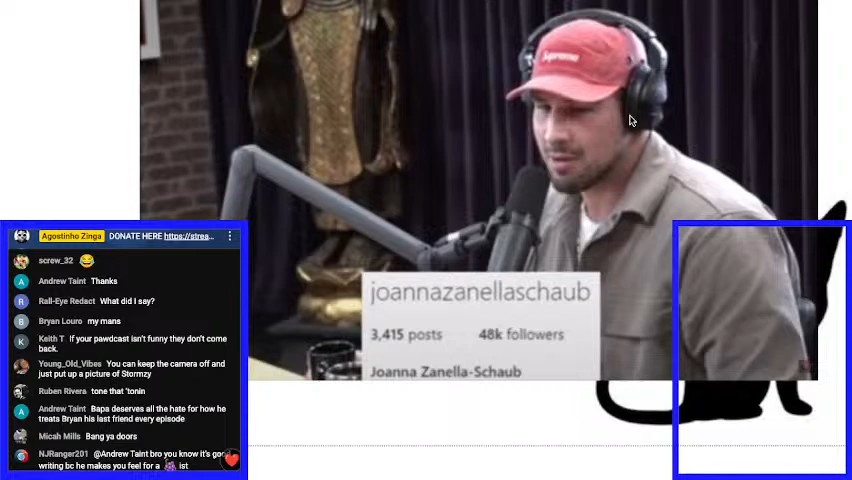 Supreme
joannazanellaschaub
3,415 posts 48k followers
Joanna Zanella-Schaub
Agostinho Zinga DONATE HERE https://strea...
screw_32 😂
A Andrew Taint Thanks
R Rall-Eye Redact What did I say?
B Bryan Louro my mans
K Keith T If your pawdcast isn't funny they don't come
back.
Young_Old_Vibes You can keep the camera off and
just put up a picture of Stormzy
Ruben Rivera tone that 'tonin
A Andrew Taint Bapa deserves all the hate for how he
treats Bryan his last friend every episode
Micah Mills Bang ya doors
NJRanger201 @Andrew Taint bro you know it's goo
writing bc he makes you feel for a 🍇 ist